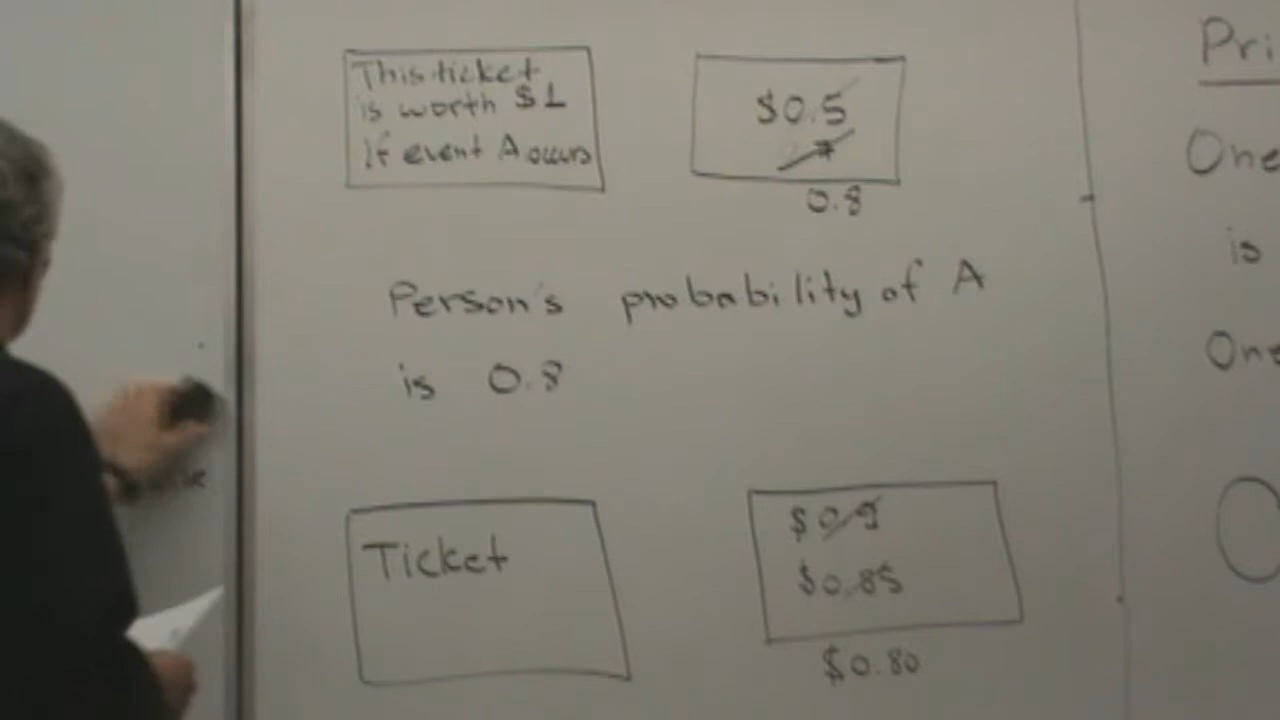 This ticket
is worth $1
if event A occurs
$0.5
.7
0.8
Person's probability of A
is 0.8
Ticket
$0.9
$0.85
$0.80
Pri
One
is
One